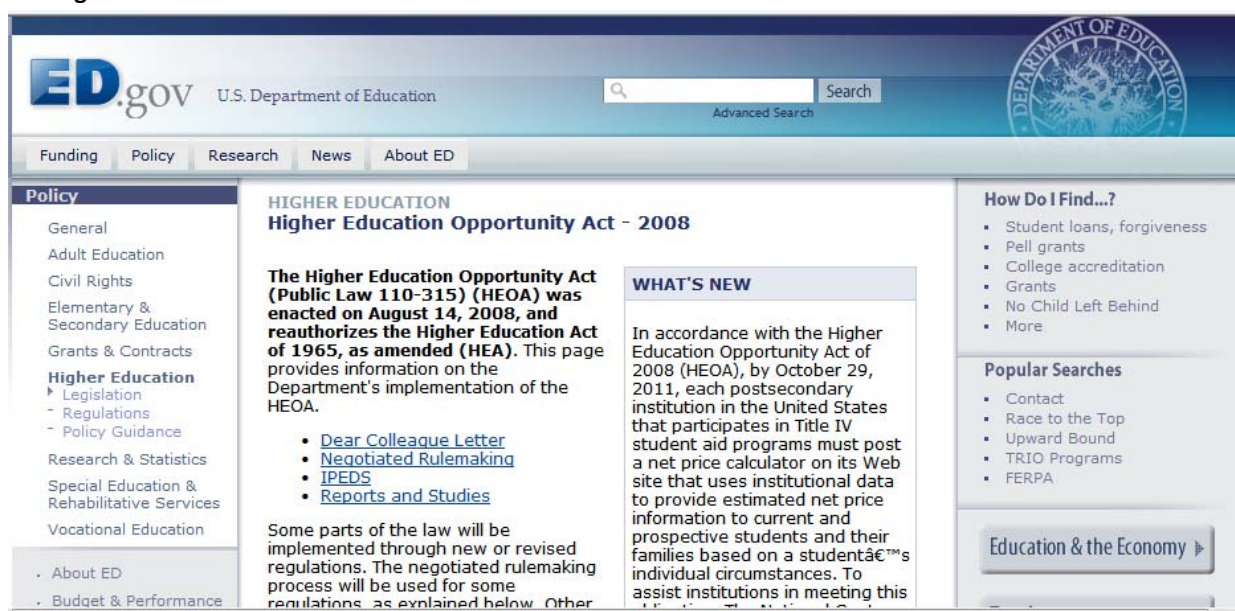 ED.gov U.S. Department of Education
Search
Advanced Search
DEPARTMENT OF EDUCATION
Funding Policy Research News About ED
Policy
General
Adult Education
Civil Rights
Elementary &
Secondary Education
Grants & Contracts
Higher Education
Legislation
- Regulations
- Policy Guidance
Research & Statistics
Special Education &
Rehabilitative Services
Vocational Education
About ED
Budget & Performance
HIGHER EDUCATION
Higher Education Opportunity Act - 2008
The Higher Education Opportunity Act
(Public Law 110-315) (HEOA) was
enacted on August 14, 2008, and
reauthorizes the Higher Education Act
of 1965, as amended (HEA). This page
provides information on the
Department's implementation of the
HEOA.
• Dear Colleague Letter
• Negotiated Rulemaking
• IPEDS
• Reports and Studies
Some parts of the law will be
implemented through new or revised
regulations. The negotiated rulemaking
process will be used for some
regulations, as explained below. Other
WHAT'S NEW
In accordance with the Higher
Education Opportunity Act of
2008 (HEOA), by October 29,
2011, each postsecondary
institution in the United States
that participates in Title IV
student aid programs must post
a net price calculator on its Web
site that uses institutional data
to provide estimated net price
information to current and
prospective students and their
families based on a studentâ€™s
individual circumstances. To
assist institutions in meeting this
How Do I Find...?
Student loans, forgiveness
Pell grants
College accreditation
Grants
No Child Left Behind
More
Popular Searches
Contact
Race to the Top
Upward Bound
TRIO Programs
FERPA
Education & the Economy